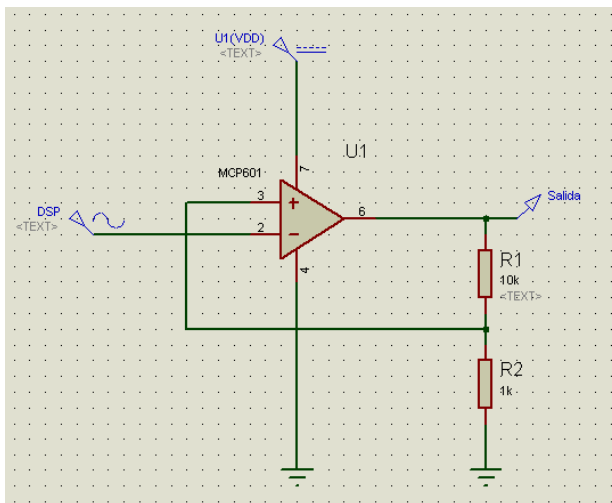 U1(VDD)
<TEXT>
U1
MCP601
7
3
+
6
Salida
DSP
<TEXT>
2
−
4
R1
10k
<TEXT>
R2
1k